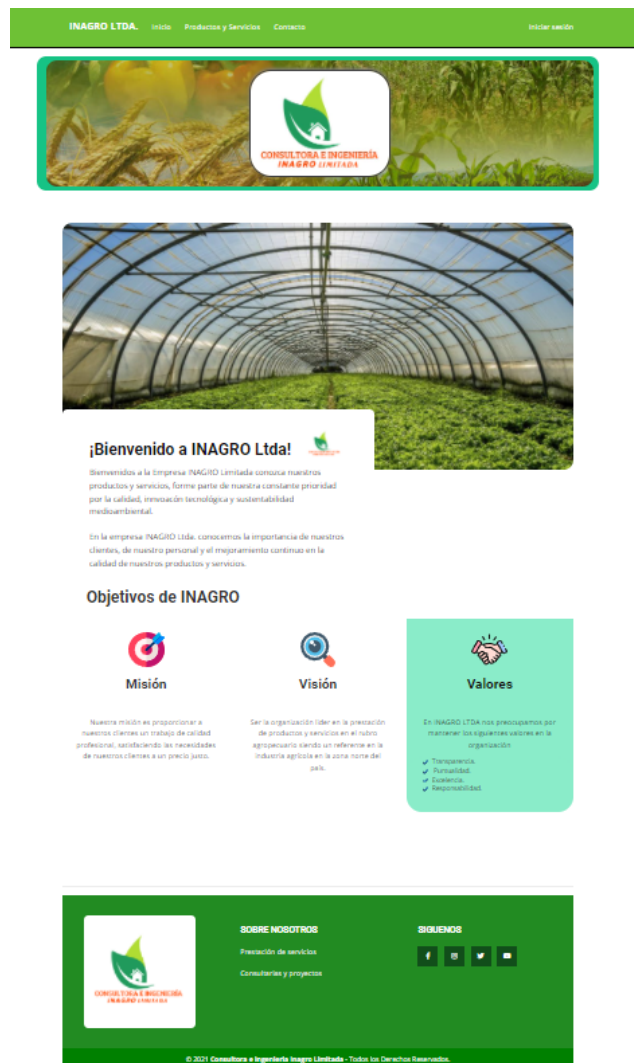 INAGRO LTDA. Inicio Productos y Servicios Contacto Iniciar sesión
CONSULTORA E INGENIERÍA
INAGRO LIMITADA
¡Bienvenido a INAGRO Ltda!
Bienvenidos a la Empresa INAGRO Limitada conozca nuestros
productos y servicios, forme parte de nuestra constante prioridad
por la calidad, innvoacón tecnológica y sustentabilidad
medioambiental.
En la empresa INAGRO Ltda. conocemos la importancia de nuestros
clientes, de nuestro personal y el mejoramiento continuo en la
calidad de nuestros productos y servicios.
Objetivos de INAGRO
Misión
Nuestra misión es proporcionar a
nuestros clientes un trabajo de calidad
profesional, satisfaciendo las necesidades
de nuestros clientes a un precio justo.
Visión
Ser la organización líder en la prestación
de productos y servicios en el rubro
agropecuario siendo un referente en la
industria agrícola en la zona norte del
país.
Valores
En INAGRO LTDA nos preocupamos por
mantener los siguientes valores en la
organización
Transparencia.
Puntualidad.
Excelencia.
Responsabilidad.
CONSULTORA E INGENIERÍA
INAGRO LIMITADA
SOBRE NOSOTROS
Prestación de servicios
Consultorías y proyectos
SIGUENOS
© 2021 Consultora e Ingeniería Inagro Limitada - Todos los Derechos Reservados.